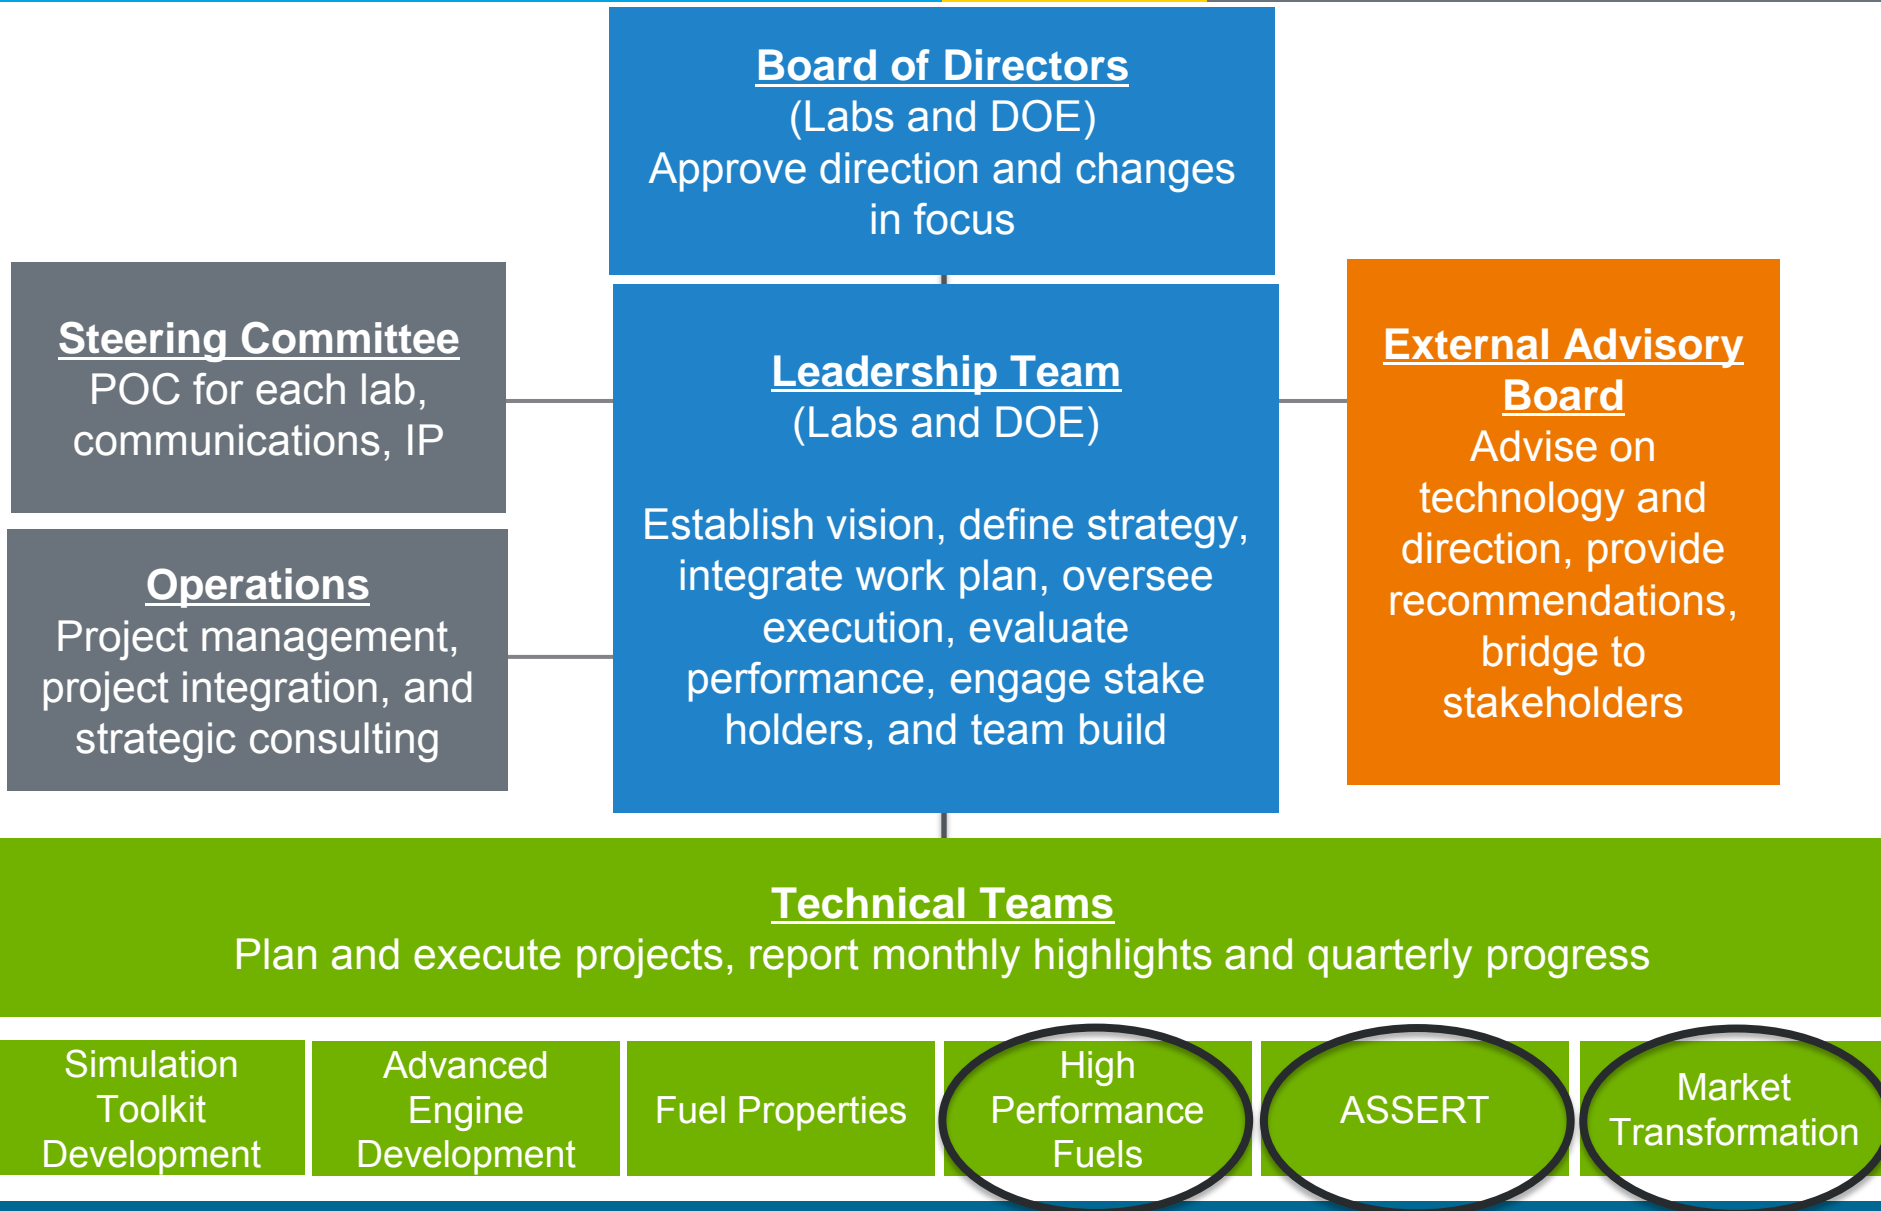 Board of Directors
(Labs and DOE)
Approve direction and changes
in focus
Steering Committee
POC for each lab,
communications, IP
Operations
Project management,
project integration, and
strategic consulting
Leadership Team
(Labs and DOE)
Establish vision, define strategy,
integrate work plan, oversee
execution, evaluate
performance, engage stake
holders, and team build
External Advisory
Board
Advise on
technology and
direction, provide
recommendations,
bridge to
stakeholders
Technical Teams
Plan and execute projects, report monthly highlights and quarterly progress
Simulation
Toolkit
Development
Advanced
Engine
Development
Fuel Properties
High
Performance
Fuels
ASSERT
Market
Transformation